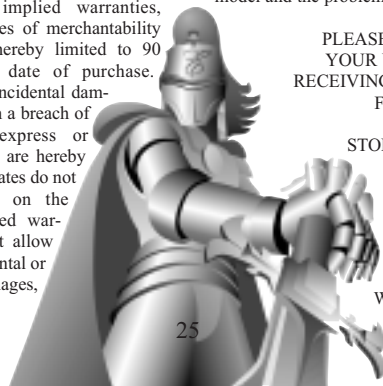 implied warranties,
es of merchantability
hereby limited to 90
date of purchase.
ncidental dam-
a breach of
express or
are hereby
ates do not
on the
ed war-
t allow
ntal or
ages,
model and the problem
PLEASE
YOUR
RECEIVING
F
STOR
W
25